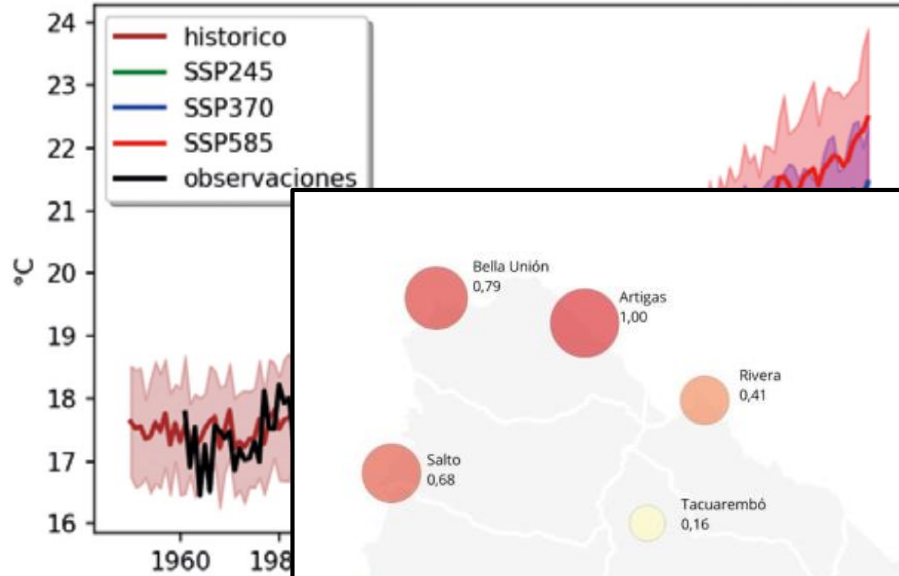 24
23
22
21
20
19
18
17
16
°C
historico
SSP245
SSP370
SSP585
observaciones
1960
198
Bella Unión
0,79
Artigas
1,00
Rivera
0,41
Salto
0,68
Tacuarembó
0,16